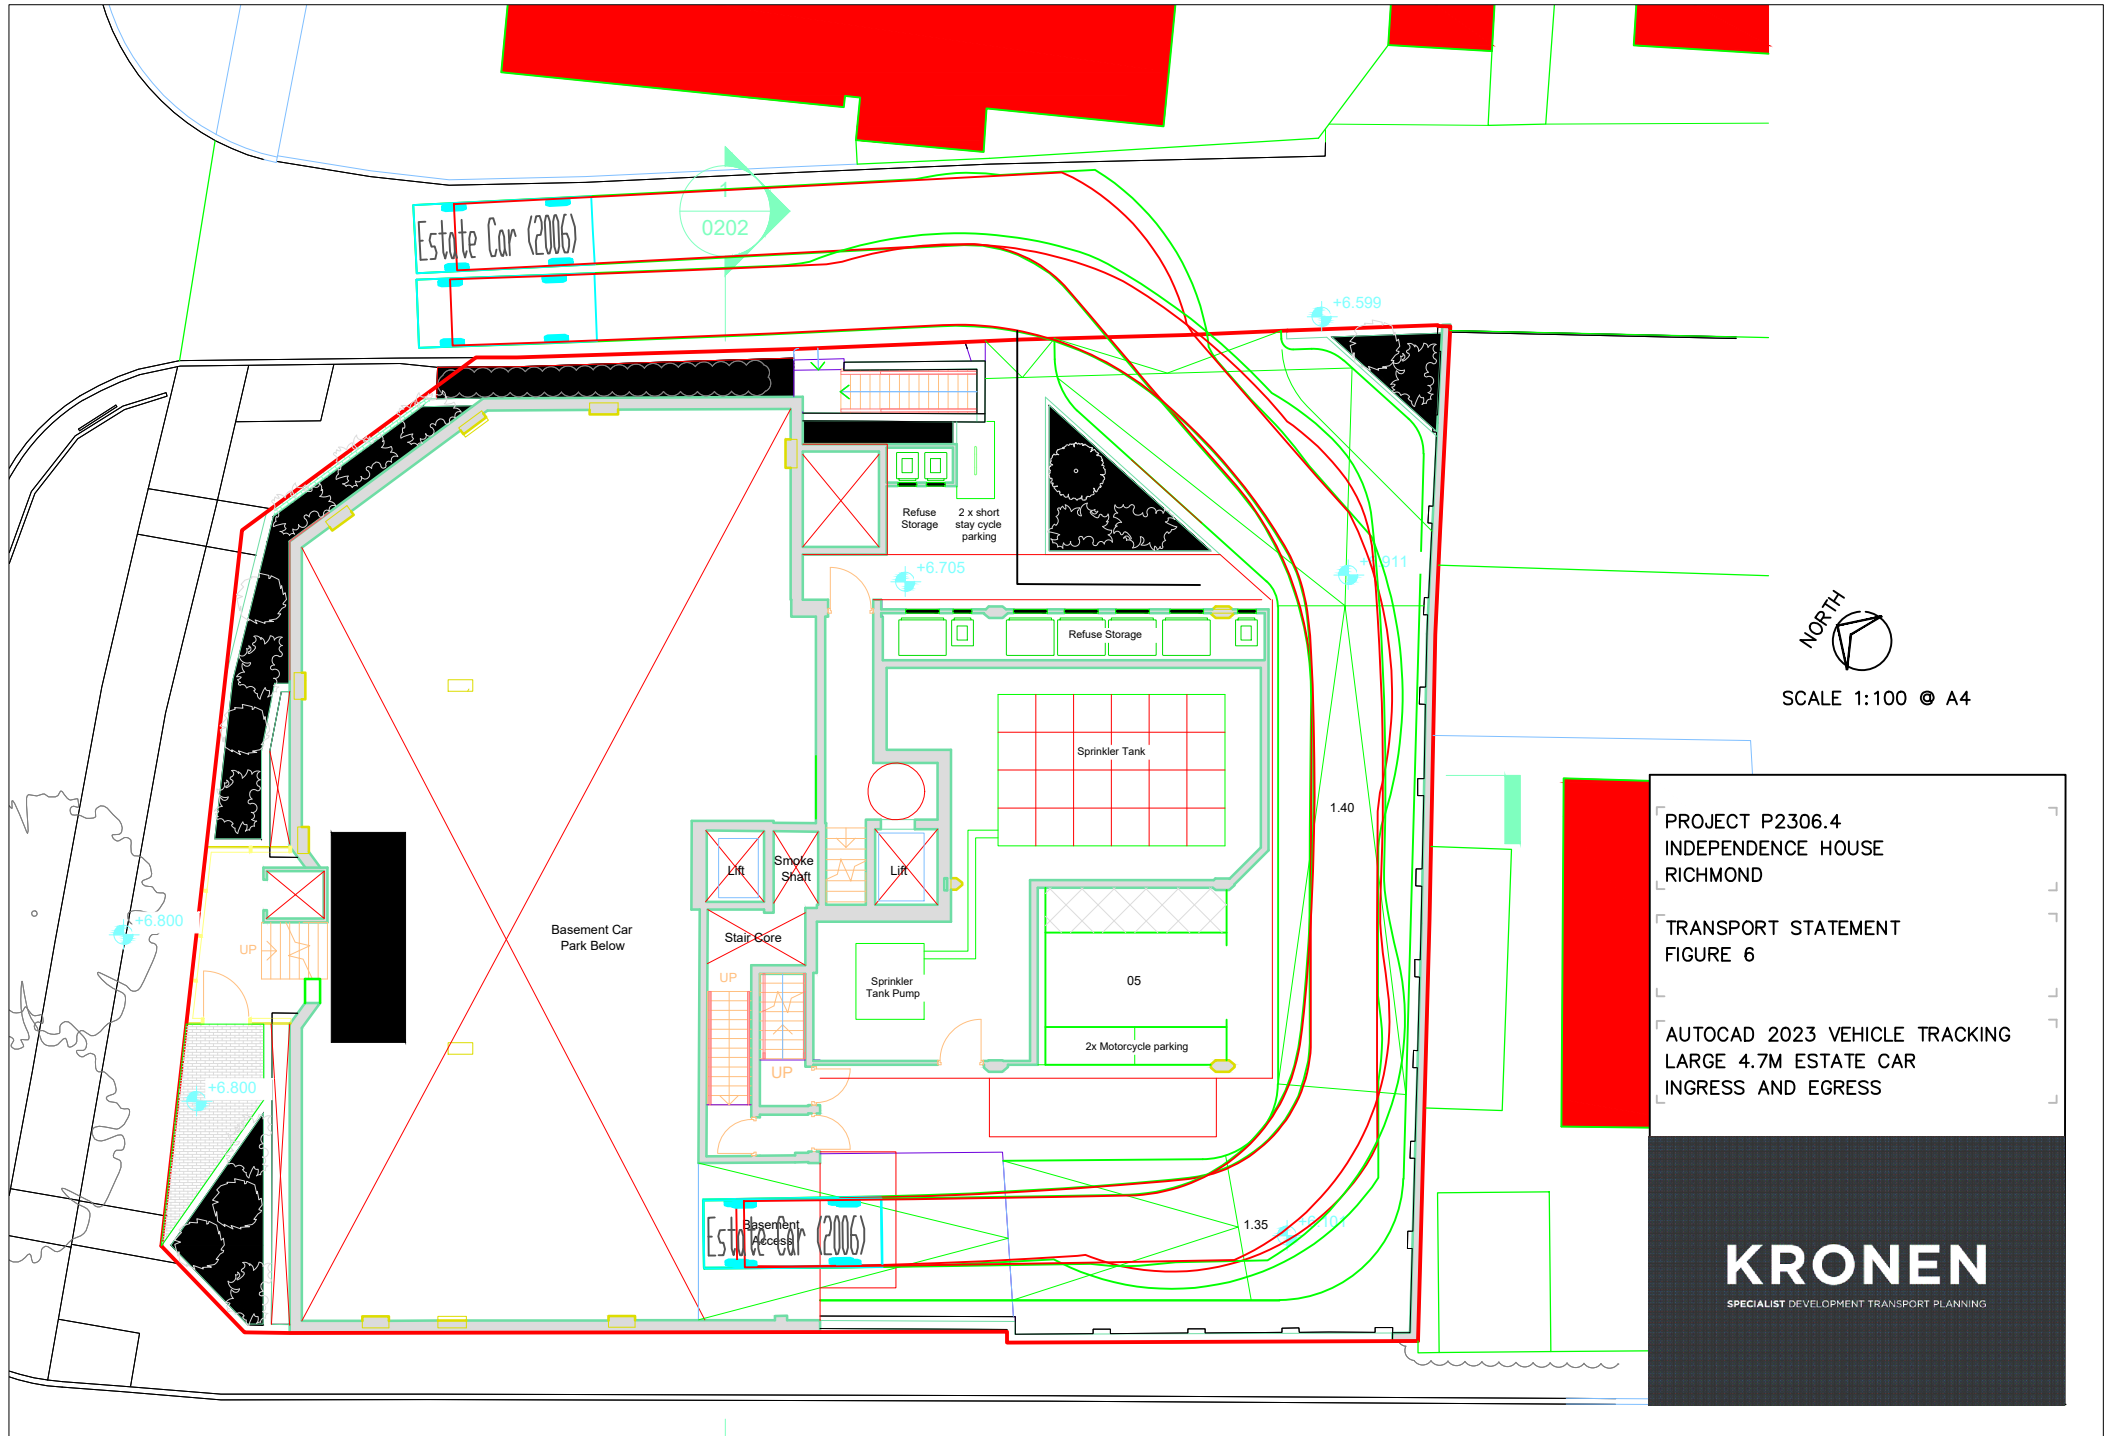 Estate Car (2006)
1
0202
+6.599
Refuse
Storage
2 x short
stay cycle
parking
+6.705
Refuse Storage
NORTH
SCALE 1:100 @ A4
Sprinkler Tank
1.40
Lift
Smoke
Shaft
Lift
+6.800
UP
Basement Car
Park Below
Stair Core
UP
Sprinkler
Tank Pump
05
2x Motorcycle parking
UP
+6.800
Estate Car (2006)
Basement
Access
1.35
PROJECT P2306.4
INDEPENDENCE HOUSE
RICHMOND
TRANSPORT STATEMENT
FIGURE 6
AUTOCAD 2023 VEHICLE TRACKING
LARGE 4.7M ESTATE CAR
INGRESS AND EGRESS
KRONEN
SPECIALIST DEVELOPMENT TRANSPORT PLANNING